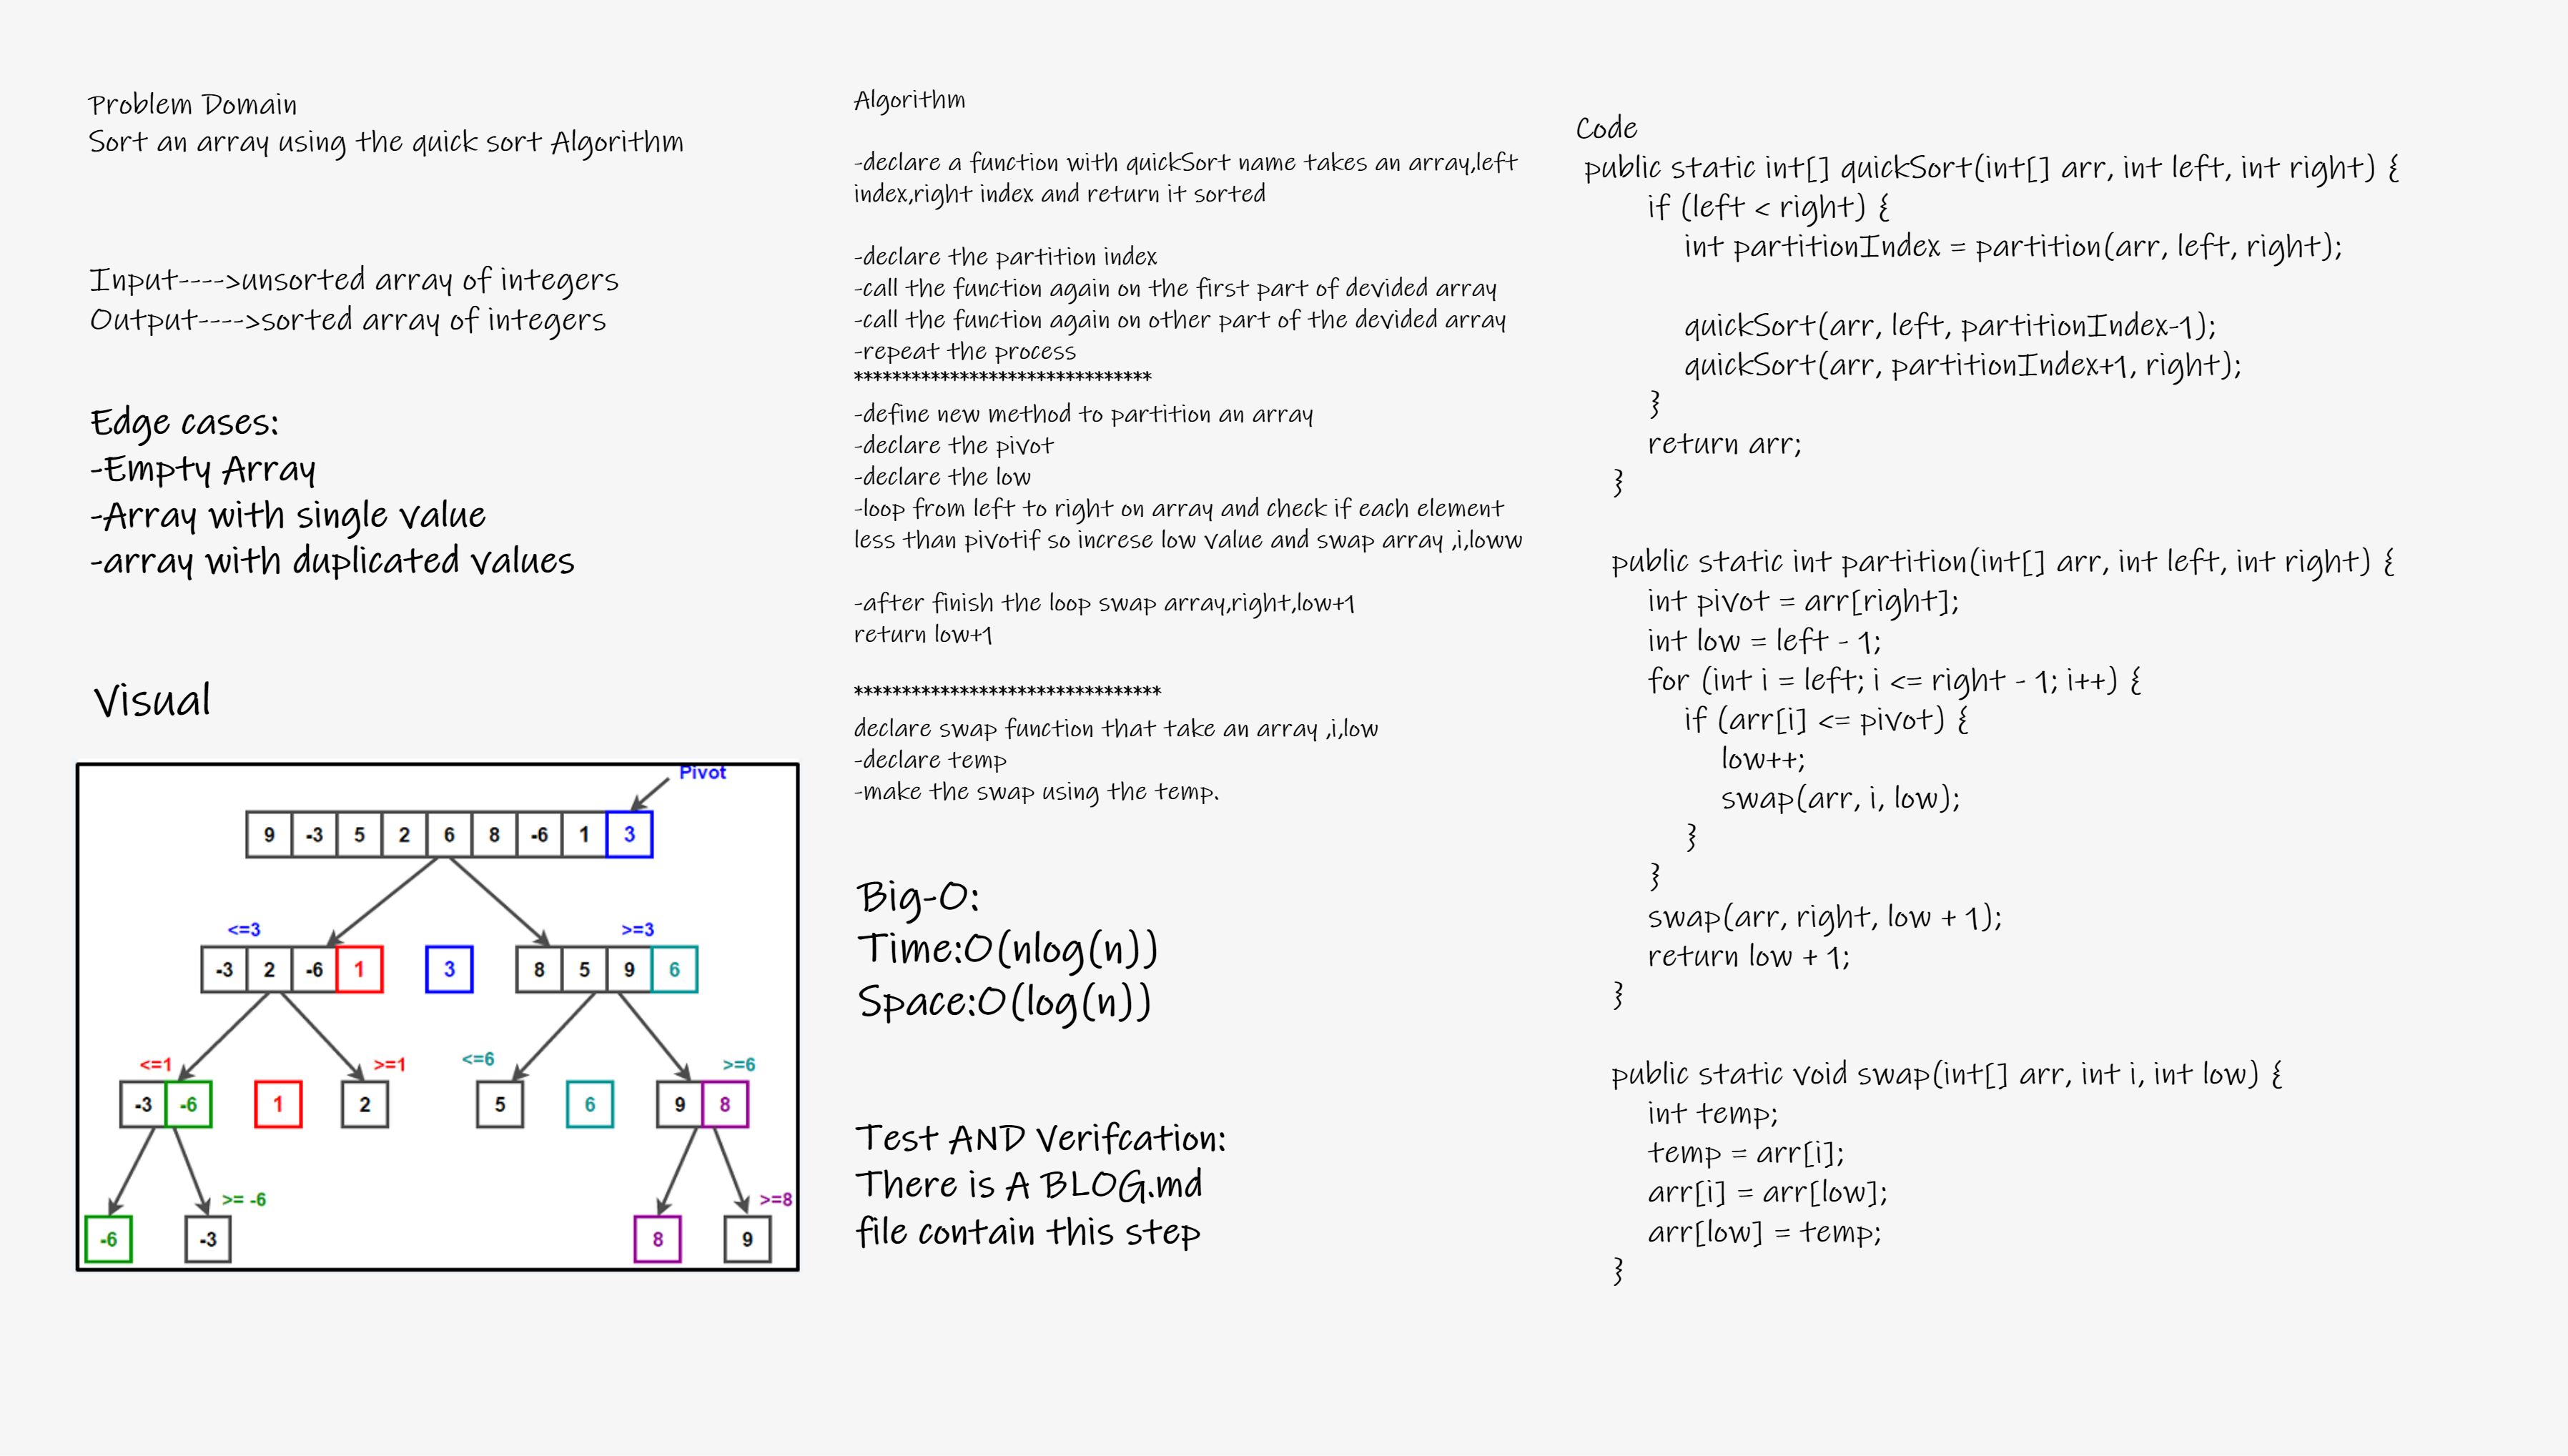 Problem Domain
Sort an array using the quick sort Algorithm
Input---->unsorted array of integers
Output---->sorted array of integers
Edge cases:
-Empty Array
-Array with single value
-array with duplicated values
Visual
Pivot
9 -3 5 2 6 8 -6 1 3
<=3 >=3
-3 2 -6 1 3 8 5 9 6
<=1 >=1 <=6 >=6
-3 -6 1 2 5 6 9 8
>= -6 >=8
-6 -3 8 9
Algorithm
-declare a function with quickSort name takes an array,left
index,right index and return it sorted
-declare the partition index
-call the function again on the first part of devided array
-call the function again on other part of the devided array
-repeat the process
*******************************
-define new method to partition an array
-declare the pivot
-declare the low
-loop from left to right on array and check if each element
less than pivotif so increse low value and swap array ,i,loww
-after finish the loop swap array,right,low+1
return low+1
********************************
declare swap function that take an array ,i,low
-declare temp
-make the swap using the temp.
Big-O:
Time:O(nlog(n))
Space:O(log(n))
Test AND Verifcation:
There is A BLOG.md
file contain this step
Code
public static int[] quickSort(int[] arr, int left, int right) {
if (left < right) {
int partitionIndex = partition(arr, left, right);
quickSort(arr, left, partitionIndex-1);
quickSort(arr, partitionIndex+1, right);
}
return arr;
}
public static int partition(int[] arr, int left, int right) {
int pivot = arr[right];
int low = left - 1;
for (int i = left; i <= right - 1; i++) {
if (arr[i] <= pivot) {
low++;
swap(arr, i, low);
}
}
swap(arr, right, low + 1);
return low + 1;
}
public static void swap(int[] arr, int i, int low) {
int temp;
temp = arr[i];
arr[i] = arr[low];
arr[low] = temp;
}